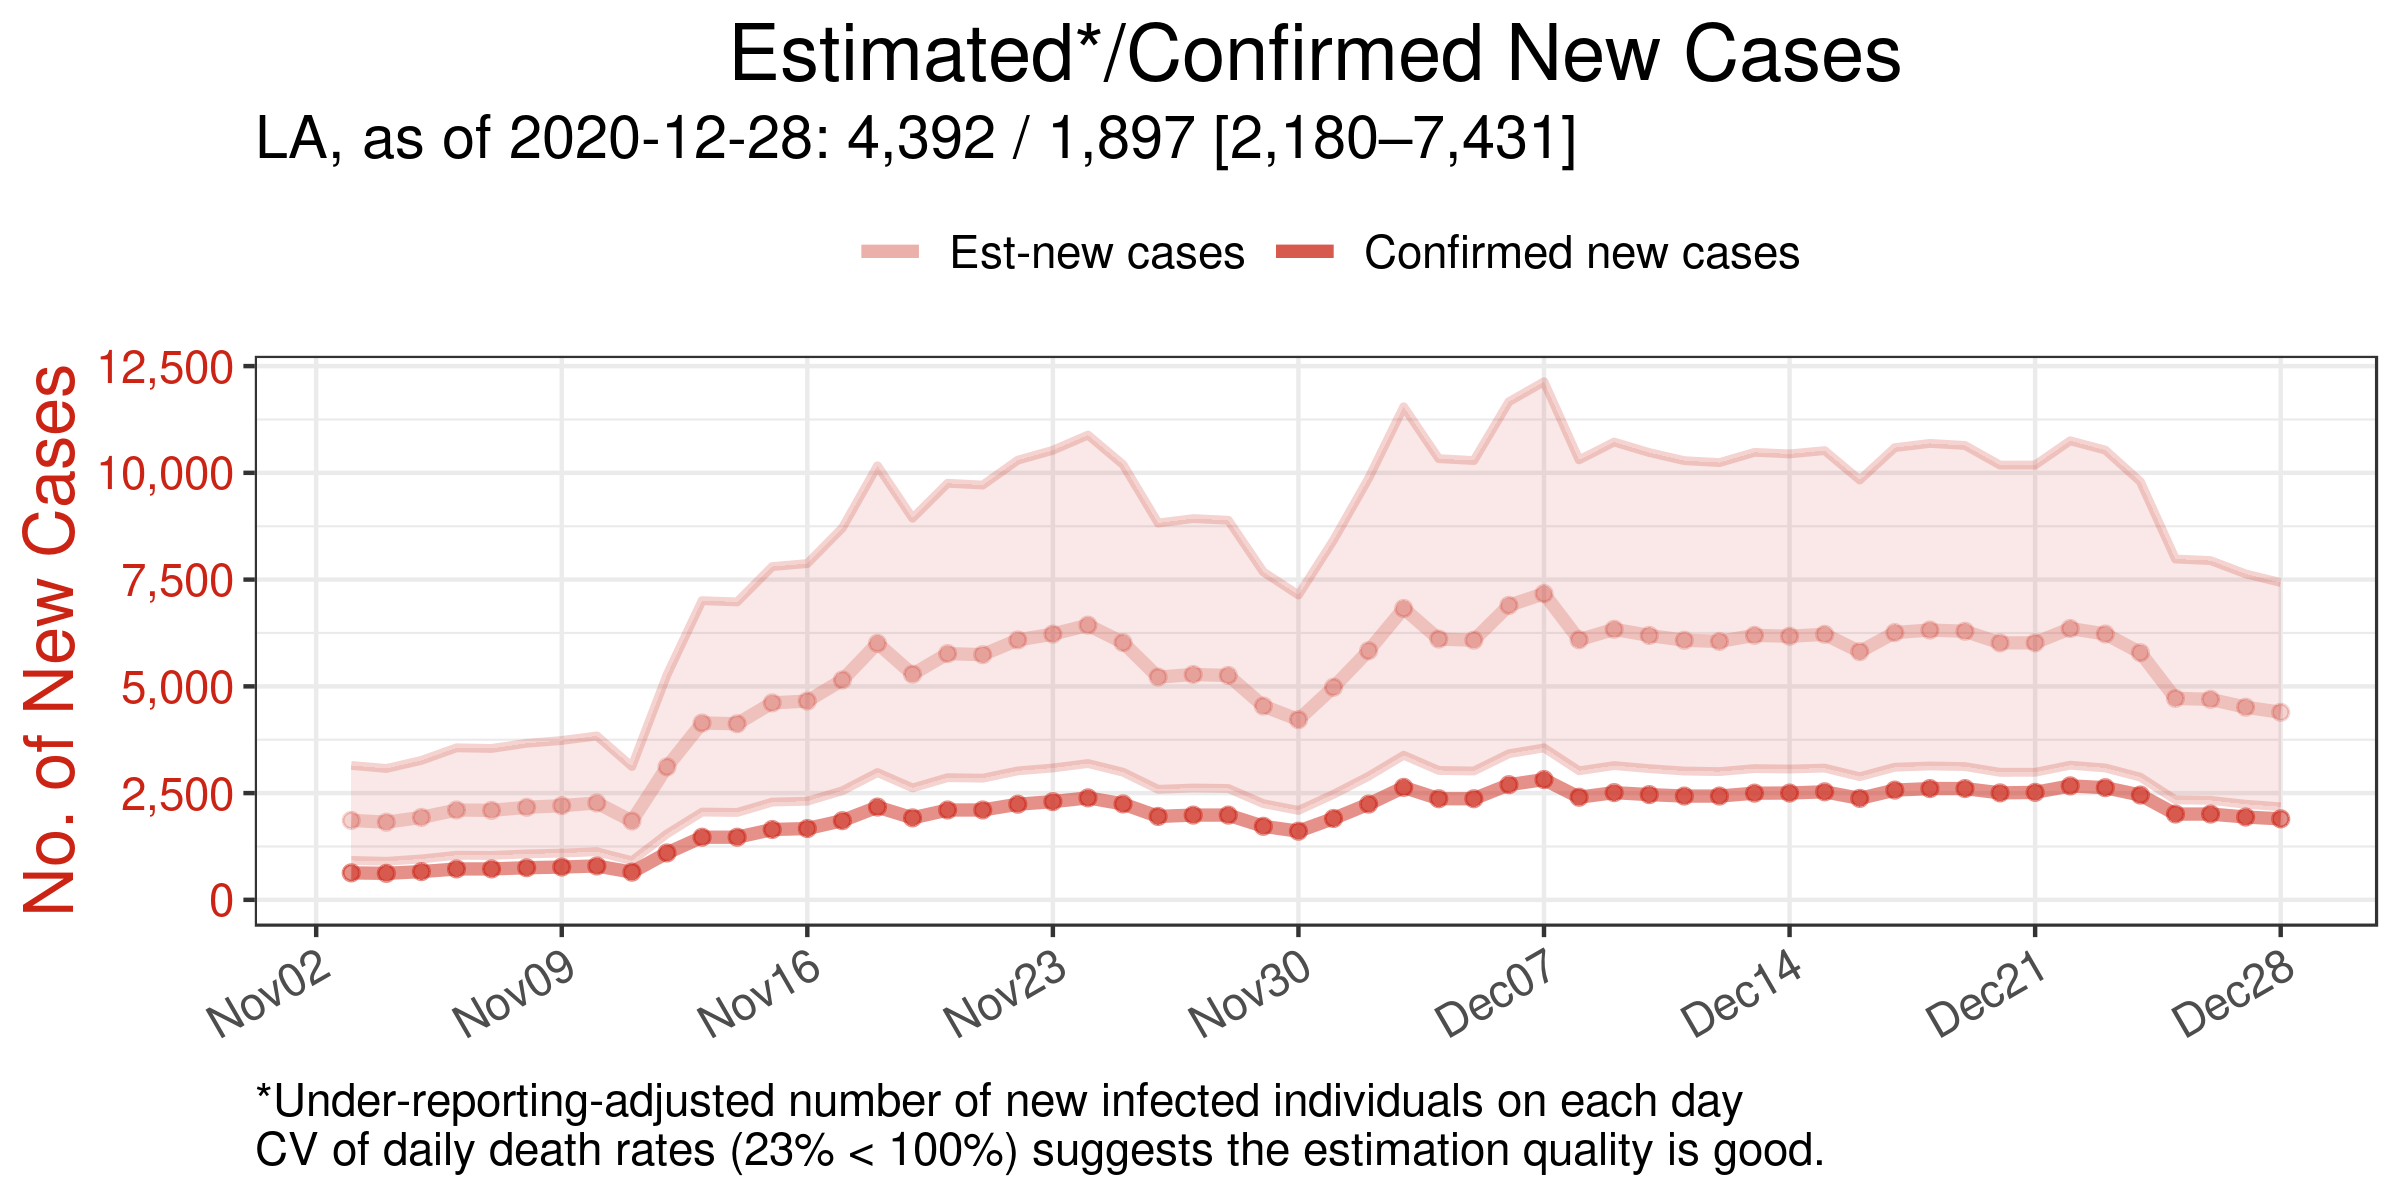 Estimated*/Confirmed New Cases
LA, as of 2020-12-28: 4,392 / 1,897 [2,180–7,431]
Est-new cases
Confirmed new cases
No. of New Cases
12,500
10,000
7,500
5,000
2,500
0
Nov02
Nov09
Nov16
Nov23
Nov30
Dec07
Dec14
Dec21
Dec28
*Under-reporting-adjusted number of new infected individuals on each day
CV of daily death rates (23% < 100%) suggests the estimation quality is good.